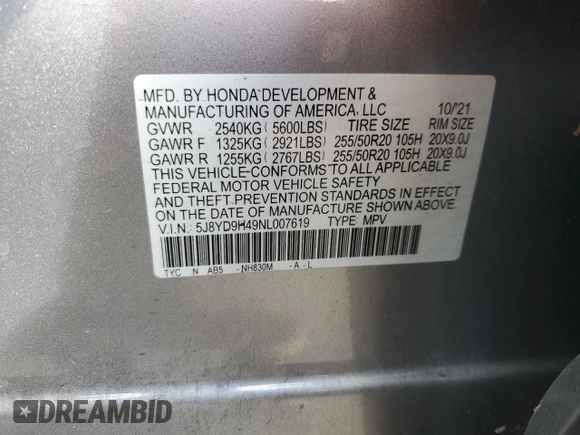 MFD. BY HONDA DEVELOPMENT &
MANUFACTURING OF AMERICA, LLC 10/'21
GVWR 2540KG ( 5600LBS) TIRE SIZE RIM SIZE
GAWR F 1325KG ( 2921LBS) 255/50R20 105H 20X9.0J
GAWR R 1255KG ( 2767LBS) 255/50R20 105H 20X9.0J
THIS VEHICLE CONFORMS TO ALL APPLICABLE
FEDERAL MOTOR VEHICLE SAFETY
AND THEFT PREVENTION STANDARDS IN EFFECT
ON THE DATE OF MANUFACTURE SHOWN ABOVE.
V.I.N.: 5J8YD9H49NL007619 TYPE: MPV
TYC N AB5 -NH830M -A-L
DREAMBID